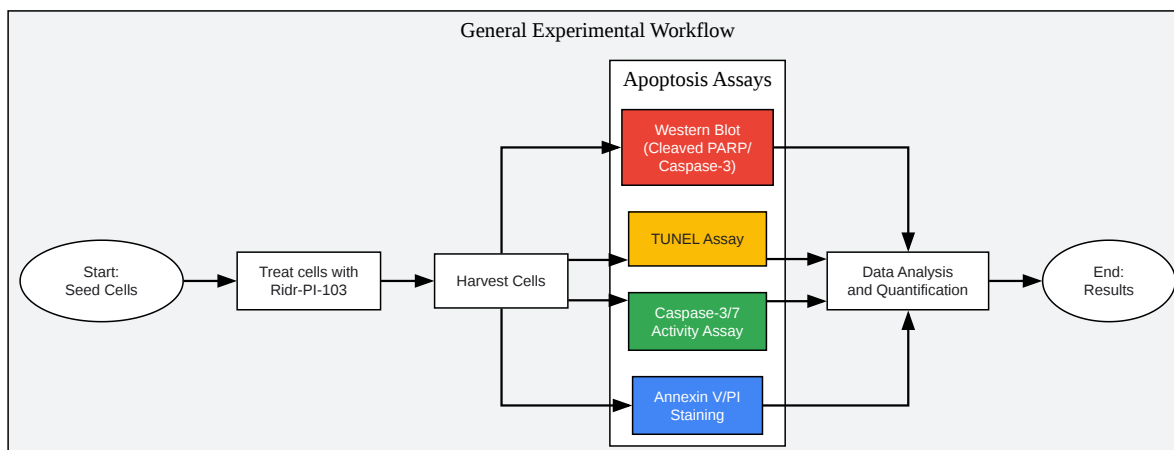 General Experimental Workflow
Apoptosis Assays
Western Blot
(Cleaved PARP/
Caspase-3)
TUNEL Assay
Start:
Seed Cells
Treat cells with
Ridr-PI-103
Harvest Cells
Data Analysis
and Quantification
End:
Results
Caspase-3/7
Activity Assay
Annexin V/PI
Staining